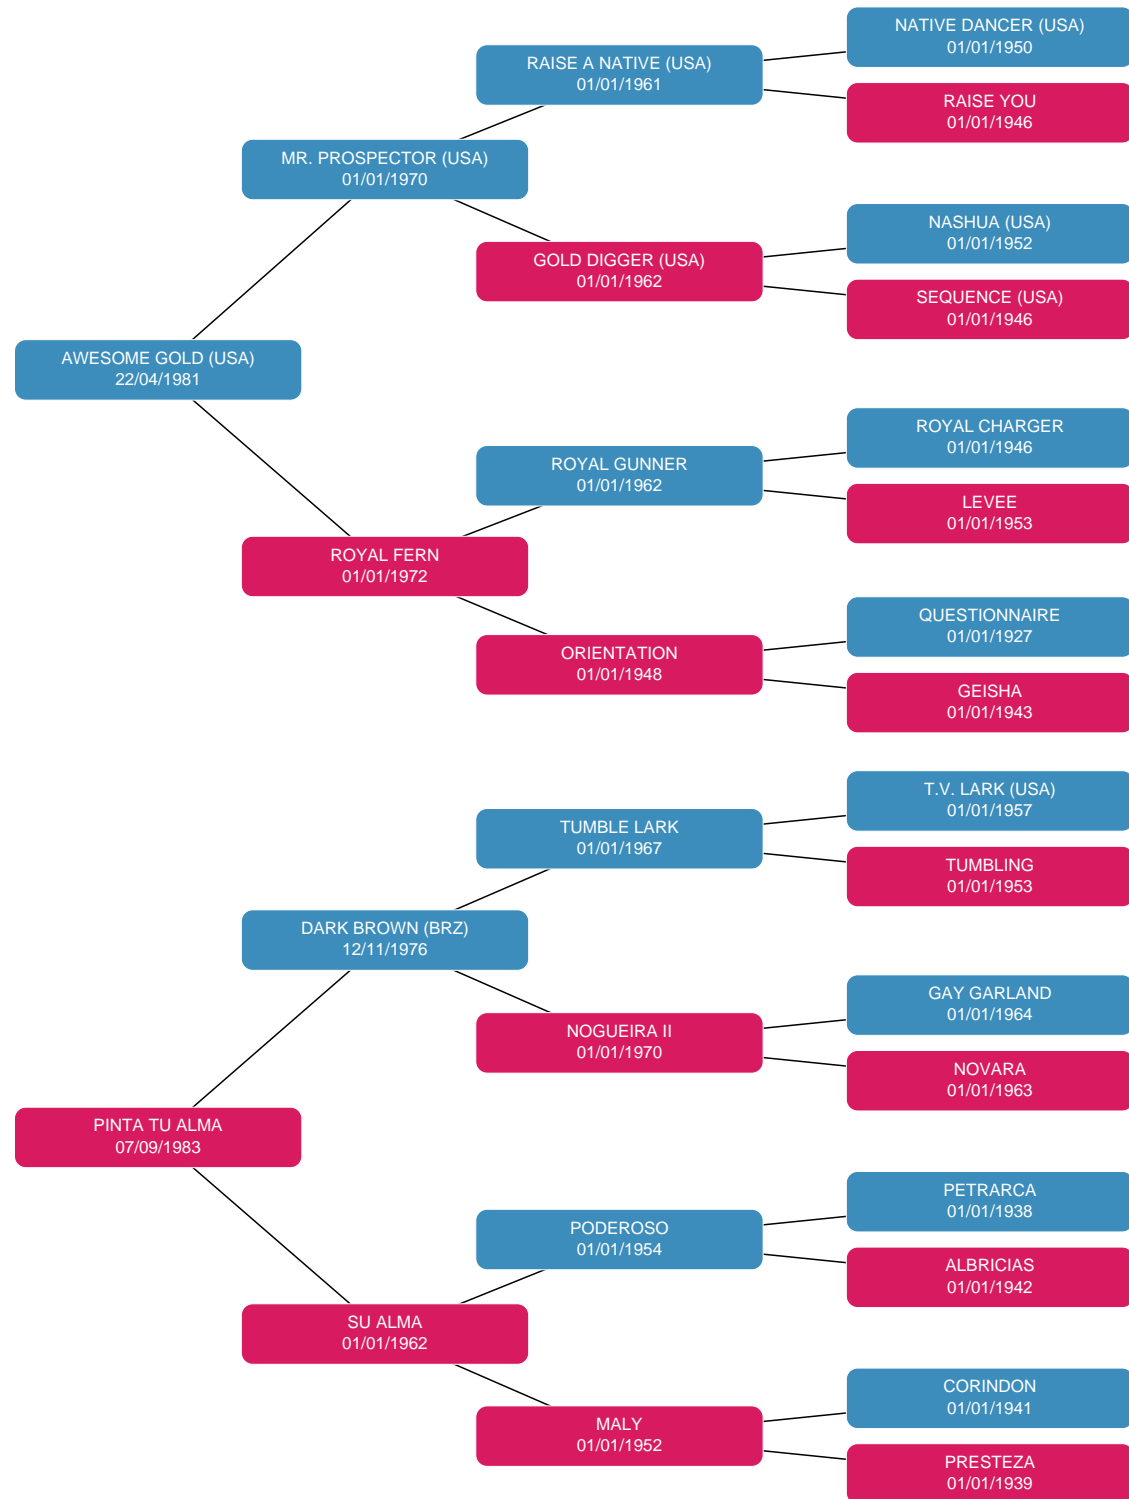 NATIVE DANCER (USA)
01/01/1950
RAISE A NATIVE (USA)
01/01/1961
RAISE YOU
01/01/1946
MR. PROSPECTOR (USA)
01/01/1970
NASHUA (USA)
01/01/1952
GOLD DIGGER (USA)
01/01/1962
SEQUENCE (USA)
01/01/1946
AWESOME GOLD (USA)
22/04/1981
ROYAL CHARGER
01/01/1946
ROYAL GUNNER
01/01/1962
LEVEE
01/01/1953
ROYAL FERN
01/01/1972
QUESTIONNAIRE
01/01/1927
ORIENTATION
01/01/1948
GEISHA
01/01/1943
T.V. LARK (USA)
01/01/1957
TUMBLE LARK
01/01/1967
TUMBLING
01/01/1953
DARK BROWN (BRZ)
12/11/1976
GAY GARLAND
01/01/1964
NOGUEIRA II
01/01/1970
NOVARA
01/01/1963
PINTA TU ALMA
07/09/1983
PETRARCA
01/01/1938
PODEROSO
01/01/1954
ALBRICIAS
01/01/1942
SU ALMA
01/01/1962
CORINDON
01/01/1941
MALY
01/01/1952
PRESTEZA
01/01/1939